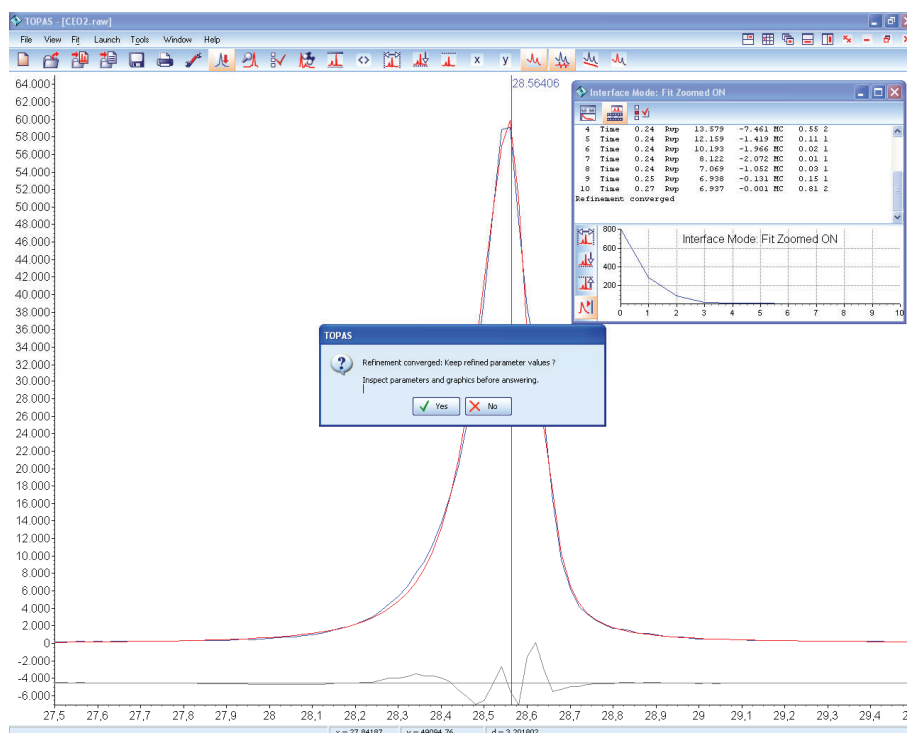 TOPAS - [CEO2.raw]
File View Fit Launch Tools Window Help
x y
28.56406
64.000
62.000
60.000
58.000
56.000
54.000
52.000
50.000
48.000
46.000
44.000
42.000
40.000
38.000
36.000
34.000
32.000
30.000
28.000
26.000
24.000
22.000
20.000
18.000
16.000
14.000
12.000
10.000
8.000
6.000
4.000
2.000
0
-2.000
-4.000
-6.000
27,5 27,6 27,7 27,8 27,9 28 28,1 28,2 28,3 28,4 28,5 28,6 28,7 28,8 28,9 29 29,1 29,2 29,3 29,4
Interface Mode: Fit Zoomed ON
4 Time 0.24 Rwp 13.579 -7.461 MC 0.55 2
5 Time 0.24 Rwp 12.159 -1.419 MC 0.11 1
6 Time 0.24 Rwp 10.193 -1.966 MC 0.02 1
7 Time 0.24 Rwp 8.122 -2.072 MC 0.01 1
8 Time 0.24 Rwp 7.069 -1.052 MC 0.03 1
9 Time 0.25 Rwp 6.938 -0.131 MC 0.15 1
10 Time 0.27 Rwp 6.937 -0.001 MC 0.81 2
Refinement converged
Interface Mode: Fit Zoomed ON
800
600
400
200
0 1 2 3 4 5 6 7 8 9 10
TOPAS
Refinement converged: Keep refined parameter values ?
Inspect parameters and graphics before answering.
Yes No
x = 27.84187 y = 49094.76 d = 3.201802